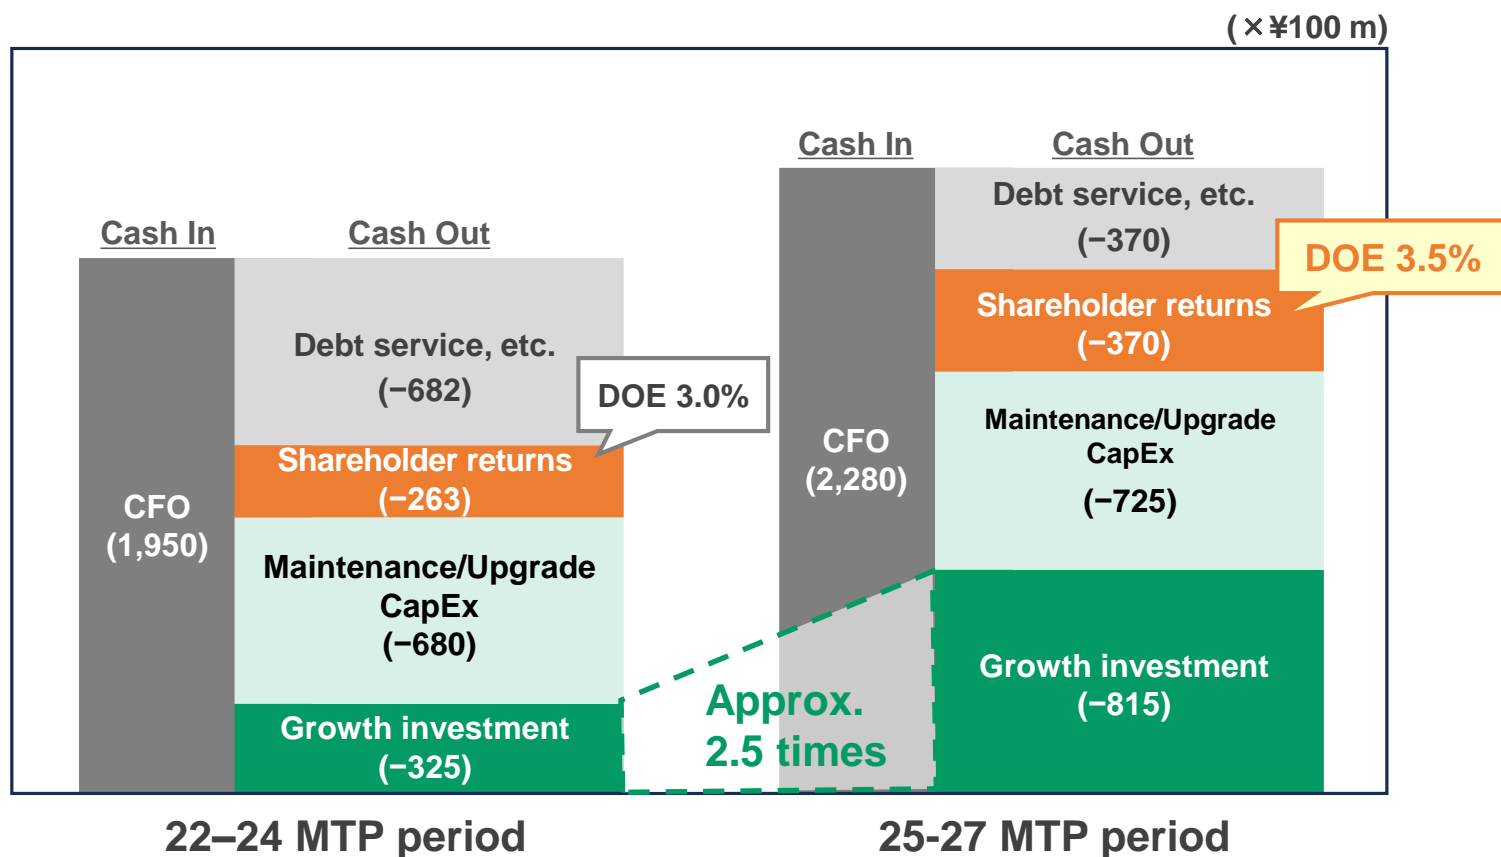 (×¥100 m)
Cash In
Cash Out
Debt service, etc.
(−682)
DOE 3.0%
Shareholder returns
(−263)
CFO
(1,950)
Maintenance/Upgrade
CapEx
(−680)
Growth investment
(−325)
22–24 MTP period
Approx.
2.5 times
Cash In
Cash Out
Debt service, etc.
(−370)
DOE 3.5%
Shareholder returns
(−370)
CFO
(2,280)
Maintenance/Upgrade
CapEx
(−725)
Growth investment
(−815)
25-27 MTP period